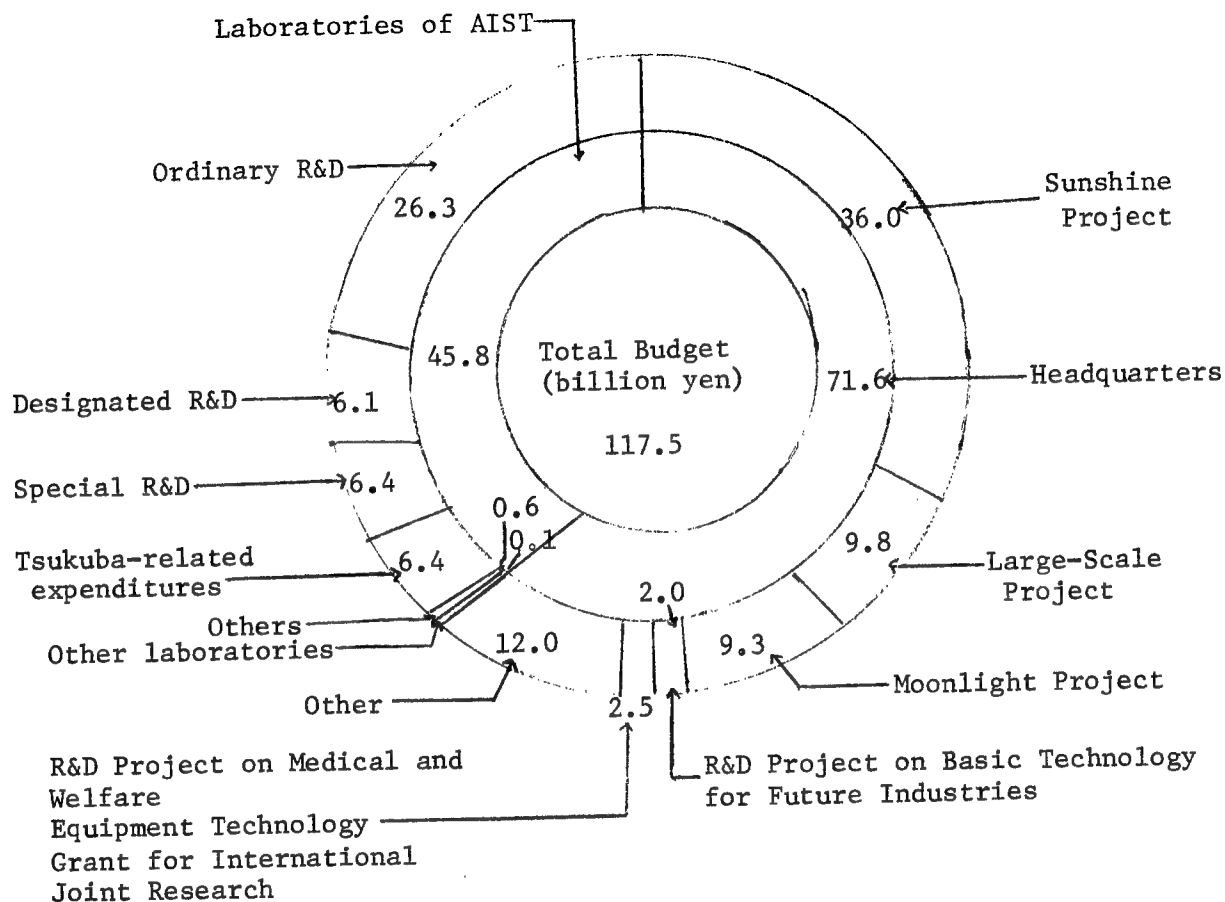 Laboratories of AIST
Ordinary R&D
26.3
Sunshine
Project
36.0
45.8
Total Budget
(billion yen)
117.5
71.6
Headquarters
Designated R&D
6.1
Special R&D
6.4
0.6
0.1
Tsukuba-related
expenditures
6.4
9.8
Large-Scale
Project
Others
Other laboratories
2.0
12.0
9.3
Moonlight Project
Other
2.5
R&D Project on Medical and
Welfare
Equipment Technology
Grant for International
Joint Research
R&D Project on Basic Technology
for Future Industries